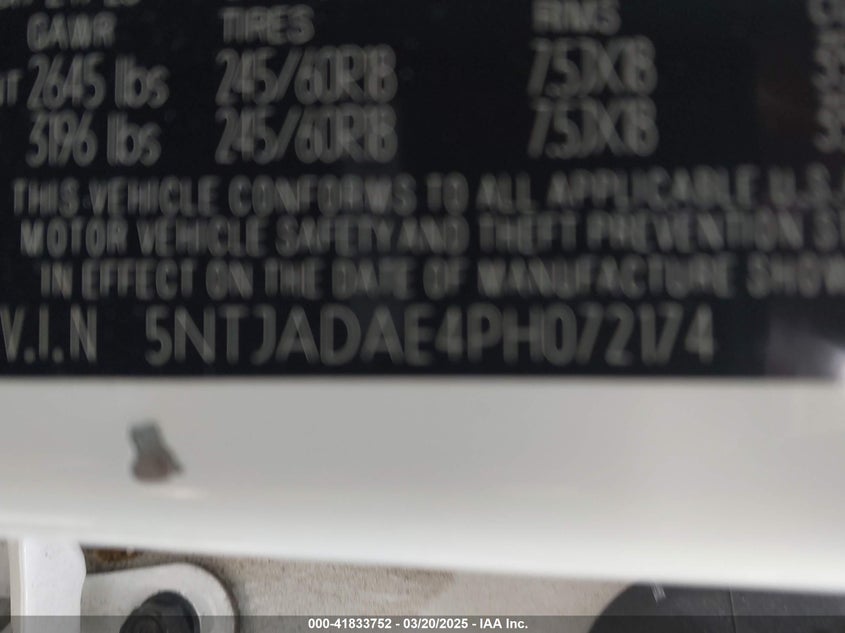 GAWR TIRES RIMS
2645 lbs 245/60R18 7.5JX18
3196 lbs 245/60R18 7.5JX18
THIS VEHICLE CONFORMS TO ALL APPLICABLE U.S.
MOTOR VEHICLE SAFETY AND THEFT PREVENTION
IN EFFECT ON THE DATE OF MANUFACTURE SHOW
V.I.N 5NTJADAE4PH072174
000-41833752 - 03/20/2025 - IAA Inc.